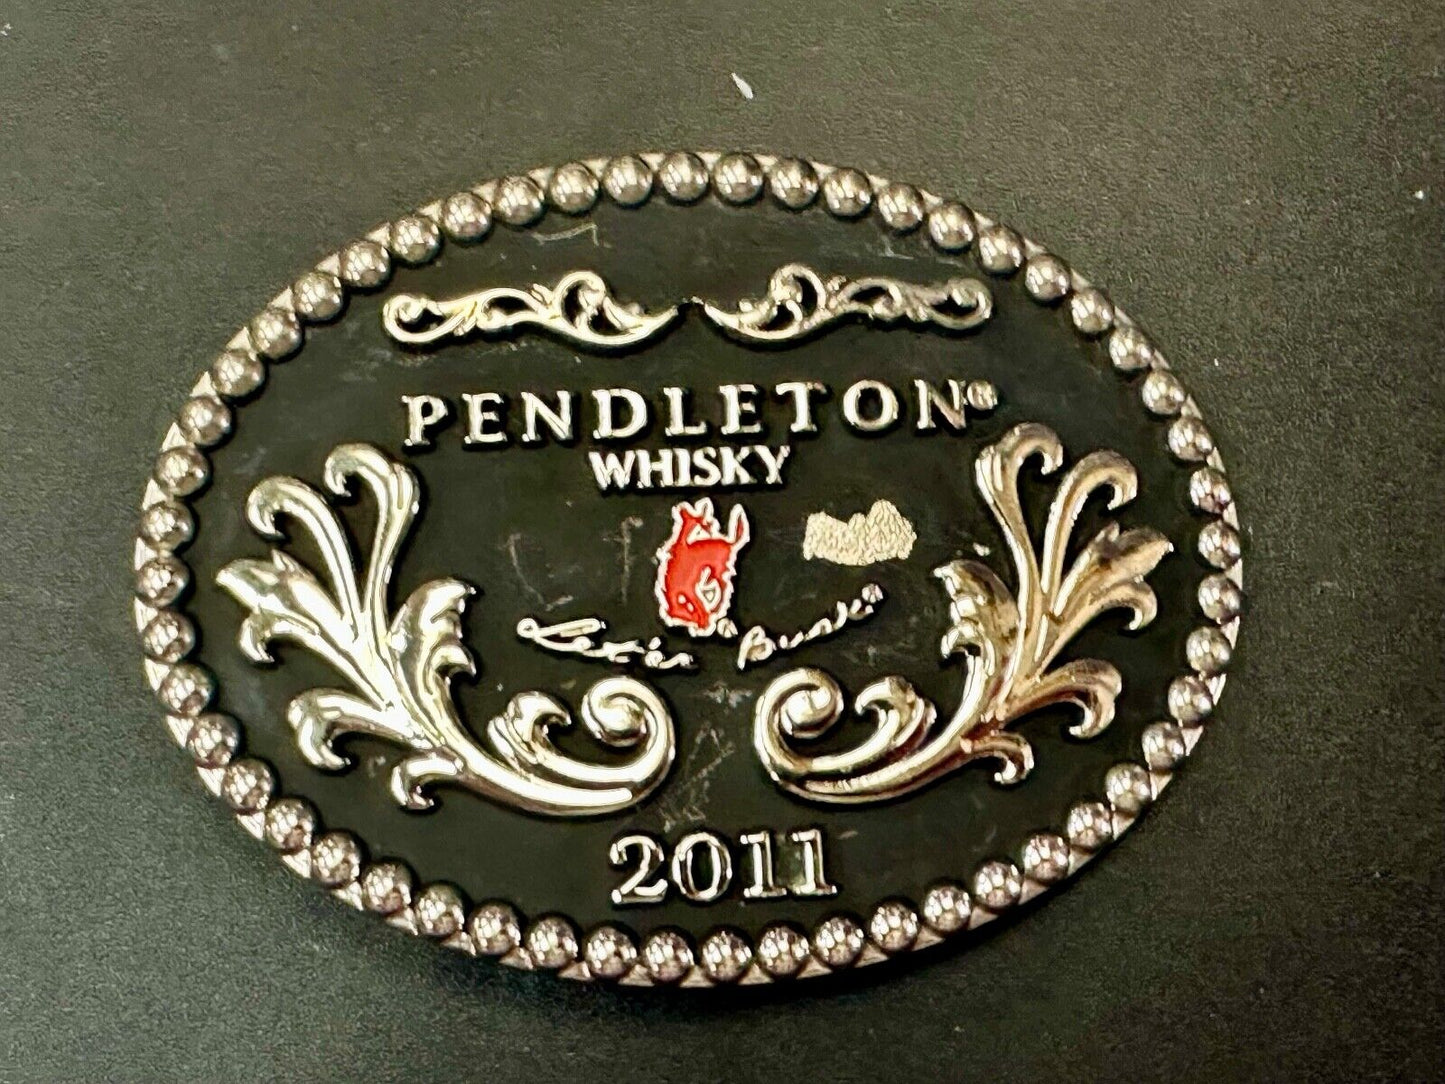 PENDLETON®
WHISKY
Let'er ® Buck®
2011